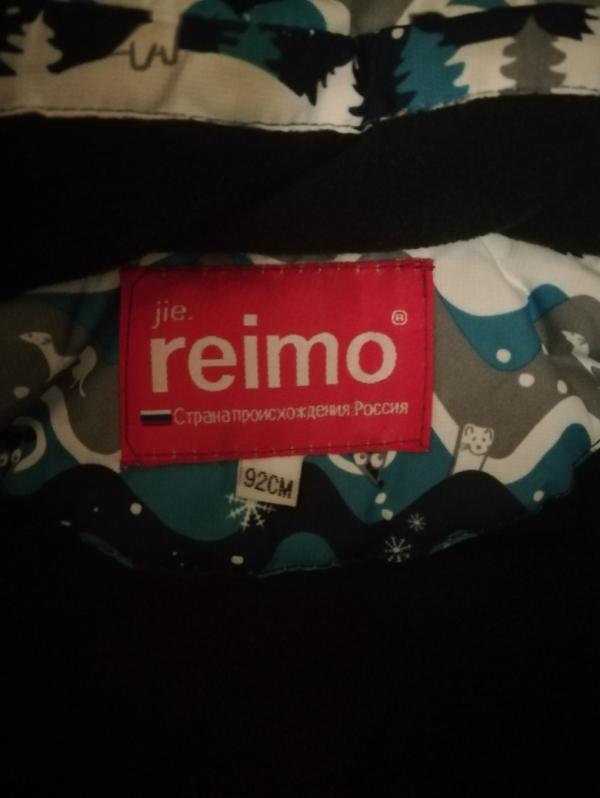 jie.
reimo®
Страна происхождения: Россия
92CM